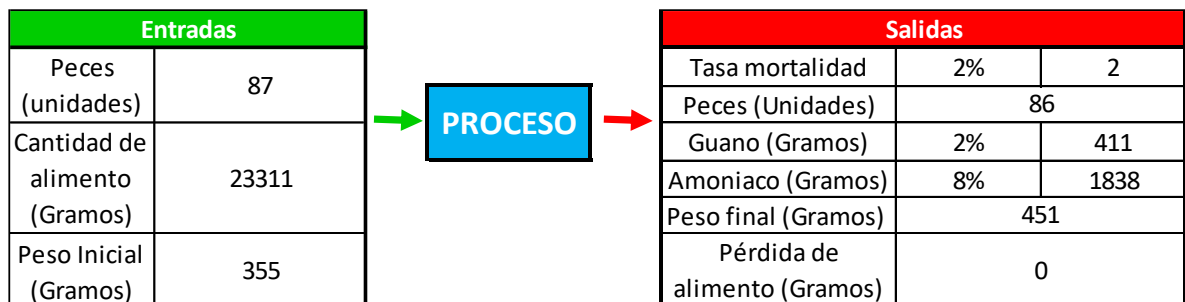 Entradas
Peces
(unidades)
87
Cantidad de
alimento
(Gramos)
23311
Peso Inicial
(Gramos)
355
PROCESO
Salidas
Tasa mortalidad 2% 2
Peces (Unidades) 86
Guano (Gramos) 2% 411
Amoniaco (Gramos) 8% 1838
Peso final (Gramos) 451
Pérdida de
alimento (Gramos)
0